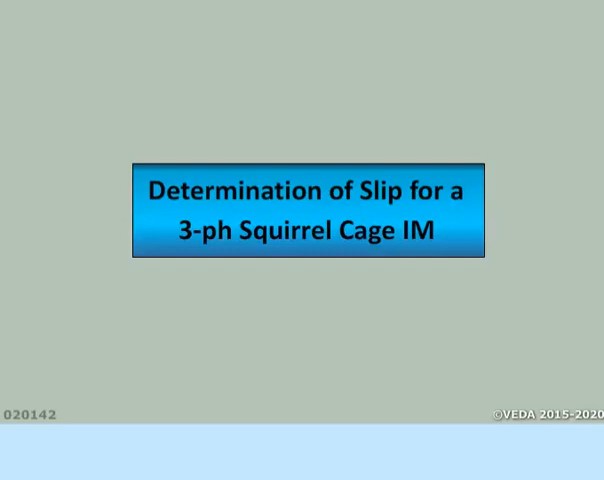 Determination of Slip for a
3-ph Squirrel Cage IM
020142
©VEDA 2015-2020